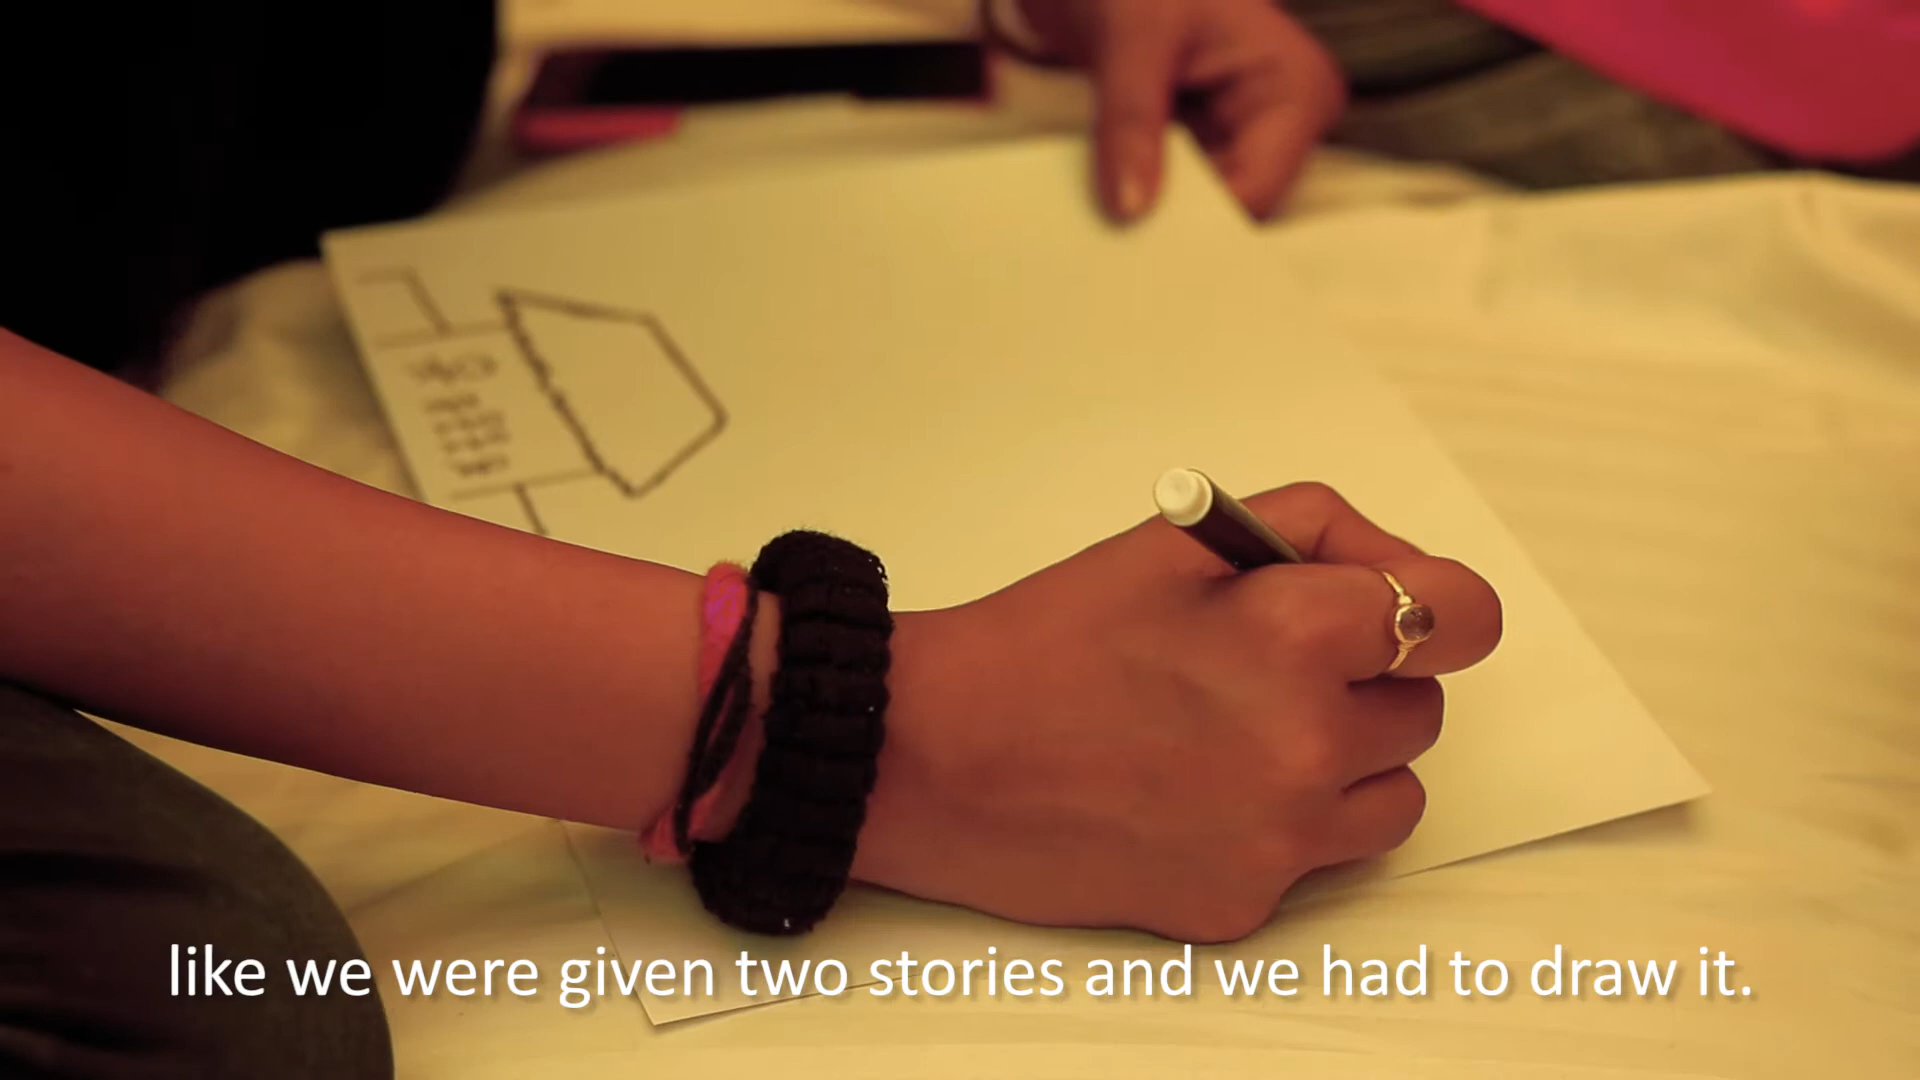 like we were given two stories and we had to draw it.